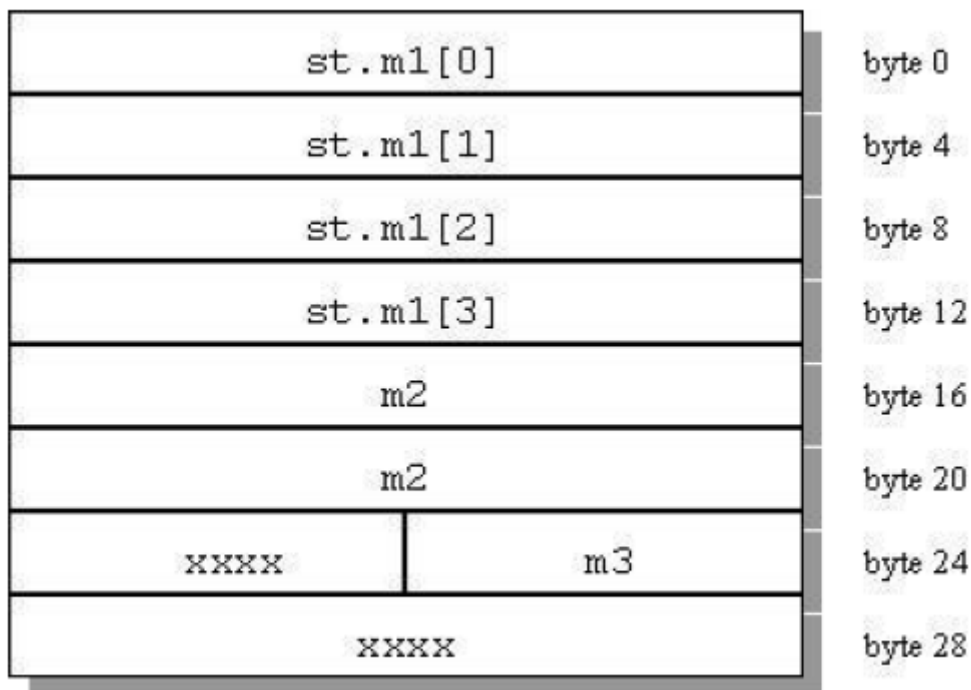 st.m1[0] byte 0
st.m1[1] byte 4
st.m1[2] byte 8
st.m1[3] byte 12
m2 byte 16
m2 byte 20
xxxx m3 byte 24
xxxx byte 28